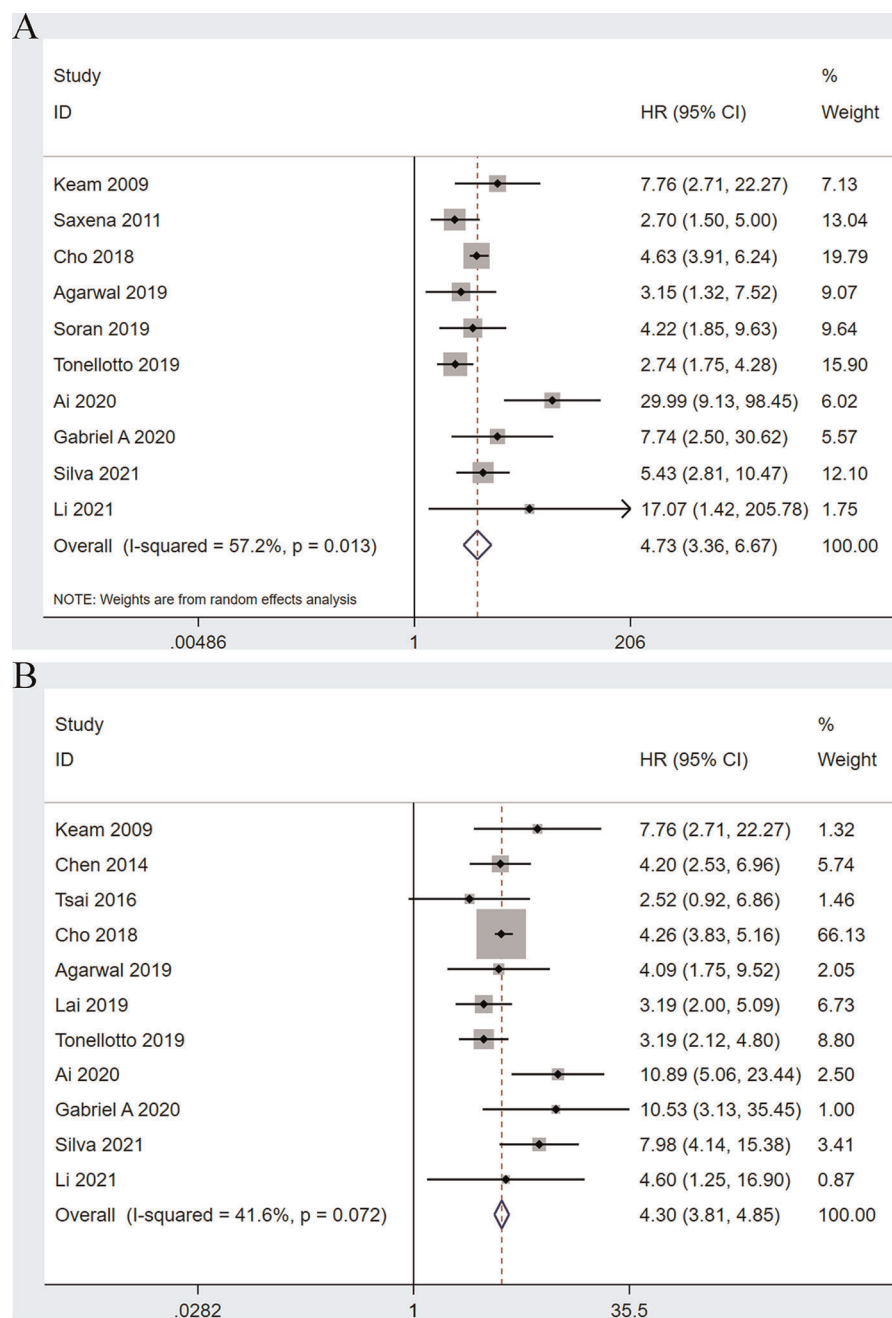 A
Study %
ID HR (95% CI) Weight
Keam 2009 7.76 (2.71, 22.27) 7.13
Saxena 2011 2.70 (1.50, 5.00) 13.04
Cho 2018 4.63 (3.91, 6.24) 19.79
Agarwal 2019 3.15 (1.32, 7.52) 9.07
Soran 2019 4.22 (1.85, 9.63) 9.64
Tonellotto 2019 2.74 (1.75, 4.28) 15.90
Ai 2020 29.99 (9.13, 98.45) 6.02
Gabriel A 2020 7.74 (2.50, 30.62) 5.57
Silva 2021 5.43 (2.81, 10.47) 12.10
Li 2021 17.07 (1.42, 205.78) 1.75
Overall (I-squared = 57.2%, p = 0.013) 4.73 (3.36, 6.67) 100.00
NOTE: Weights are from random effects analysis
.00486 1 206
B
Study %
ID HR (95% CI) Weight
Keam 2009 7.76 (2.71, 22.27) 1.32
Chen 2014 4.20 (2.53, 6.96) 5.74
Tsai 2016 2.52 (0.92, 6.86) 1.46
Cho 2018 4.26 (3.83, 5.16) 66.13
Agarwal 2019 4.09 (1.75, 9.52) 2.05
Lai 2019 3.19 (2.00, 5.09) 6.73
Tonellotto 2019 3.19 (2.12, 4.80) 8.80
Ai 2020 10.89 (5.06, 23.44) 2.50
Gabriel A 2020 10.53 (3.13, 35.45) 1.00
Silva 2021 7.98 (4.14, 15.38) 3.41
Li 2021 4.60 (1.25, 16.90) 0.87
Overall (I-squared = 41.6%, p = 0.072) 4.30 (3.81, 4.85) 100.00
.0282 1 35.5